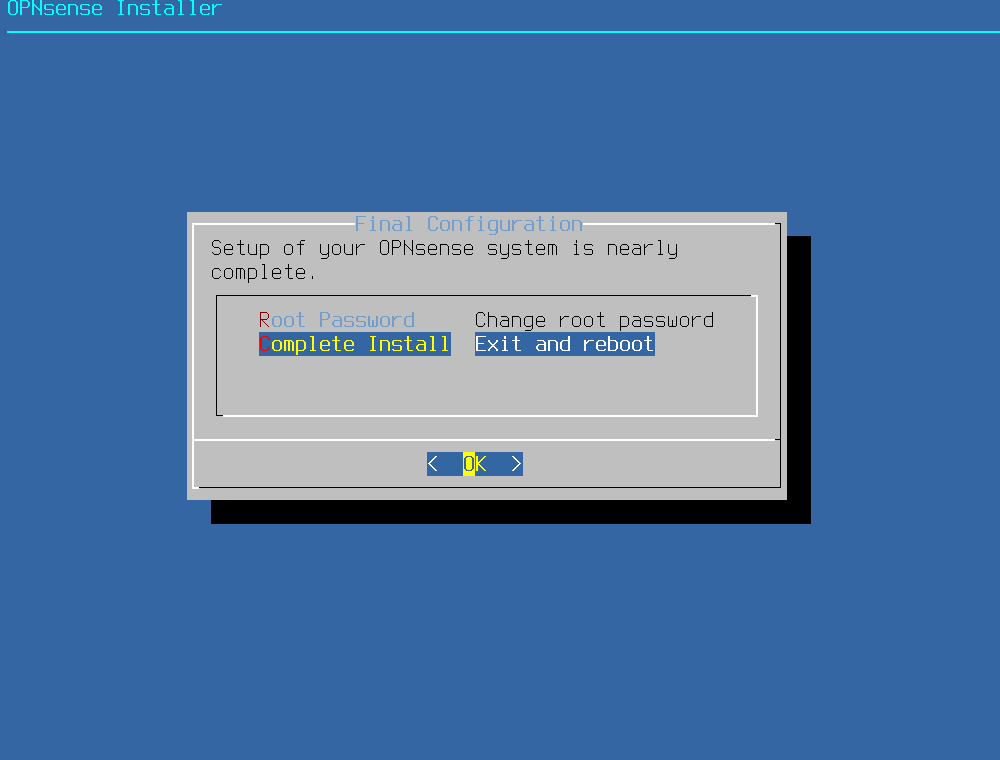 OPNsense Installer
Final Configuration
Setup of your OPNsense system is nearly
complete.
Root Password Change root password
Complete Install Exit and reboot
< OK >